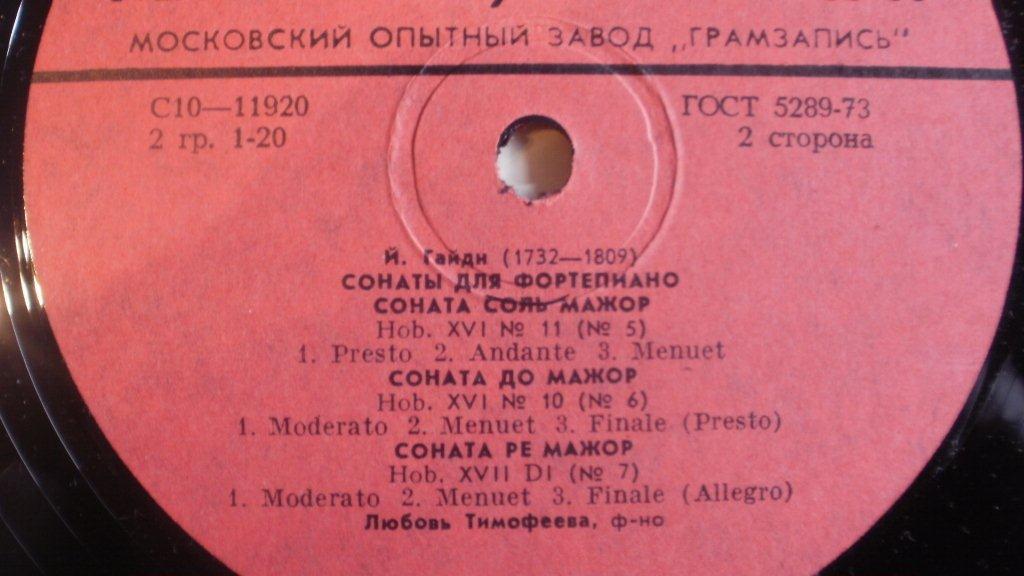 МОСКОВСКИЙ ОПЫТНЫЙ ЗАВОД „ГРАМЗАПИСЬ"
С10—11920 ГОСТ 5289-73
2 гр. 1-20 2 сторона
Й. Гайдн (1732—1809)
СОНАТЫ ДЛЯ ФОРТЕПИАНО
СОНАТА СОЛЬ МАЖОР
Hob. XVI № 11 (№ 5)
1. Presto 2. Andante 3. Menuet
СОНАТА ДО МАЖОР
Hob. XVI № 10 (№ 6)
1. Moderato 2. Menuet 3. Finale (Presto)
СОНАТА РЕ МАЖОР
Hob. XVII DI (№ 7)
1. Moderato 2. Menuet 3. Finale (Allegro)
Любовь Тимофеева, ф-но